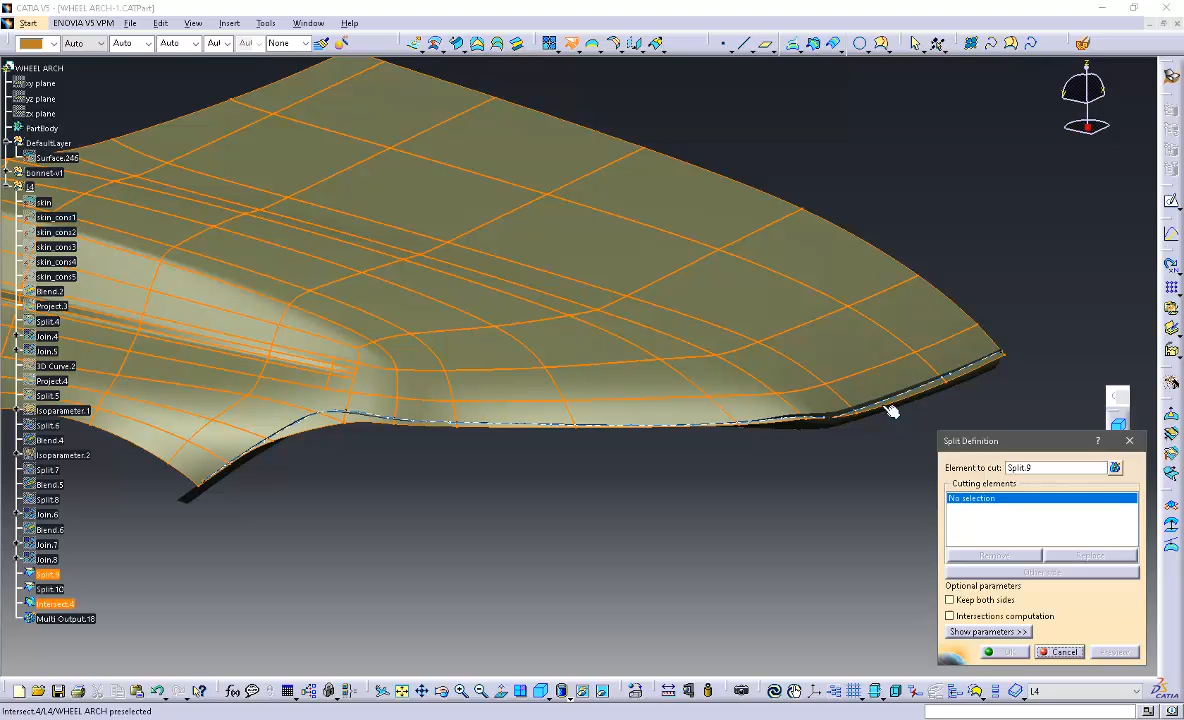 CATIA V5 - [WHEEL ARCH-1.CATPart]
Start ENOVIA V5 VPM File Edit View Insert Tools Window Help
Auto Auto Auto Aut Aut None
WHEEL ARCH
xy plane
yz plane
zx plane
PartBody
DefaultLayer
Surface.246
bonnet-v1
L4
skin
skin_cons1
skin_cons2
skin_cons3
skin_cons4
skin_cons5
Blend.2
Project.3
Split.4
Join.4
Join.5
3D Curve.2
Project.4
Split.5
Isoparameter.1
Split.6
Blend.4
Isoparameter.2
Split.7
Blend.5
Split.8
Join.6
Blend.6
Join.7
Join.8
Split.9
Split.10
Intersect.4
Multi Output.18
z
y
Split Definition ?
Element to cut: Split.9
Cutting elements
No selection
Remove Replace
Other side
Optional parameters
Keep both sides
Intersections computation
Show parameters >>
OK Cancel Preview
L4
CATIA
Intersect.4/L4/WHEEL ARCH preselected